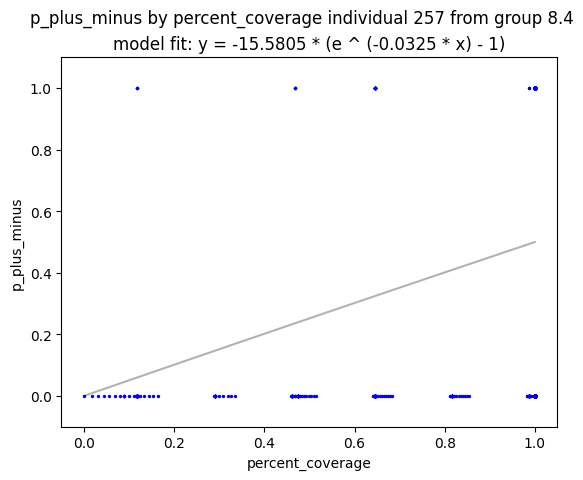 p_plus_minus by percent_coverage individual 257 from group 8.4
model fit: y = -15.5805 * (e ^ (-0.0325 * x) - 1)
1.0
0.8
0.6
0.4
0.2
0.0
p_plus_minus
0.0 0.2 0.4 0.6 0.8 1.0
percent_coverage